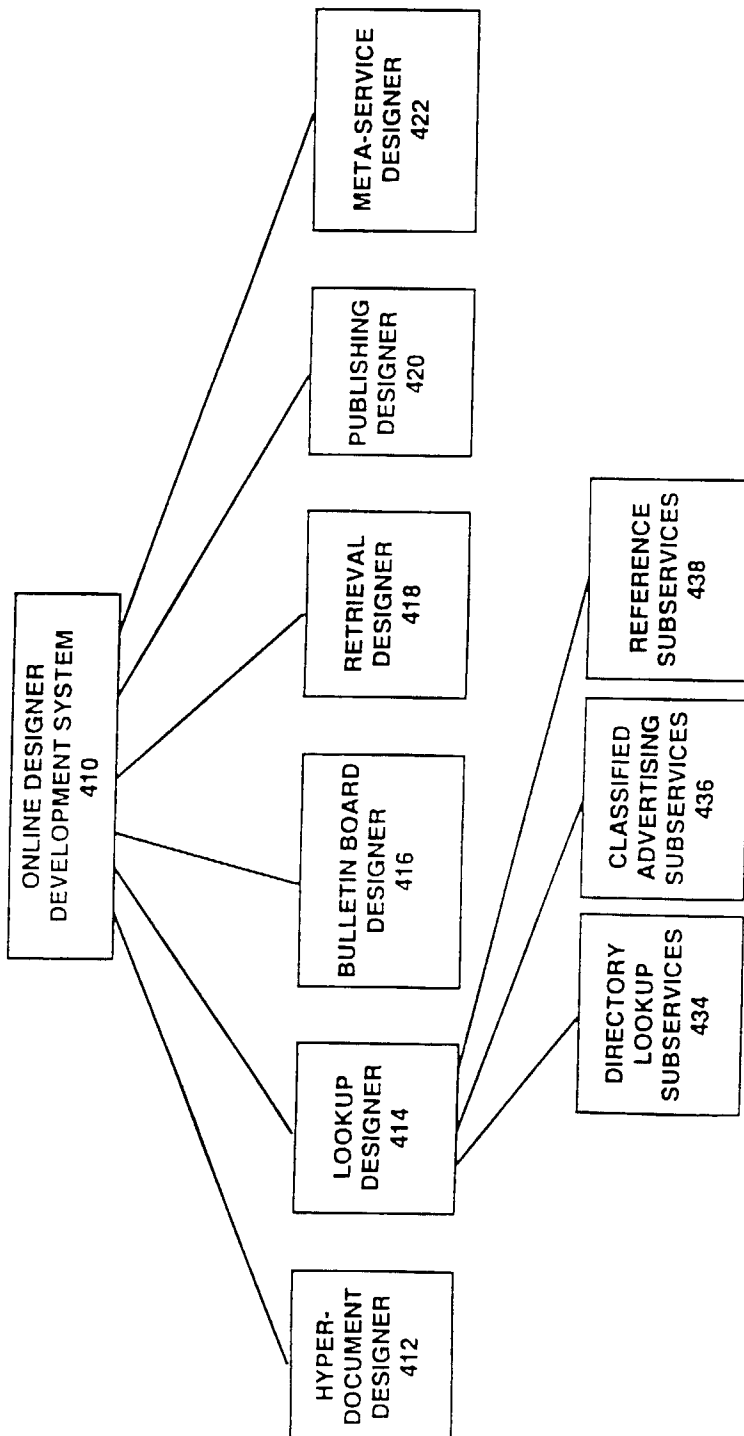 ONLINE DESIGNER
DEVELOPMENT SYSTEM
410
HYPER-
DOCUMENT
DESIGNER
412
LOOKUP
DESIGNER
414
BULLETIN BOARD
DESIGNER
416
RETRIEVAL
DESIGNER
418
PUBLISHING
DESIGNER
420
META-SERVICE
DESIGNER
422
DIRECTORY
LOOKUP
SUBSERVICES
434
CLASSIFIED
ADVERTISING
SUBSERVICES
436
REFERENCE
SUBSERVICES
438